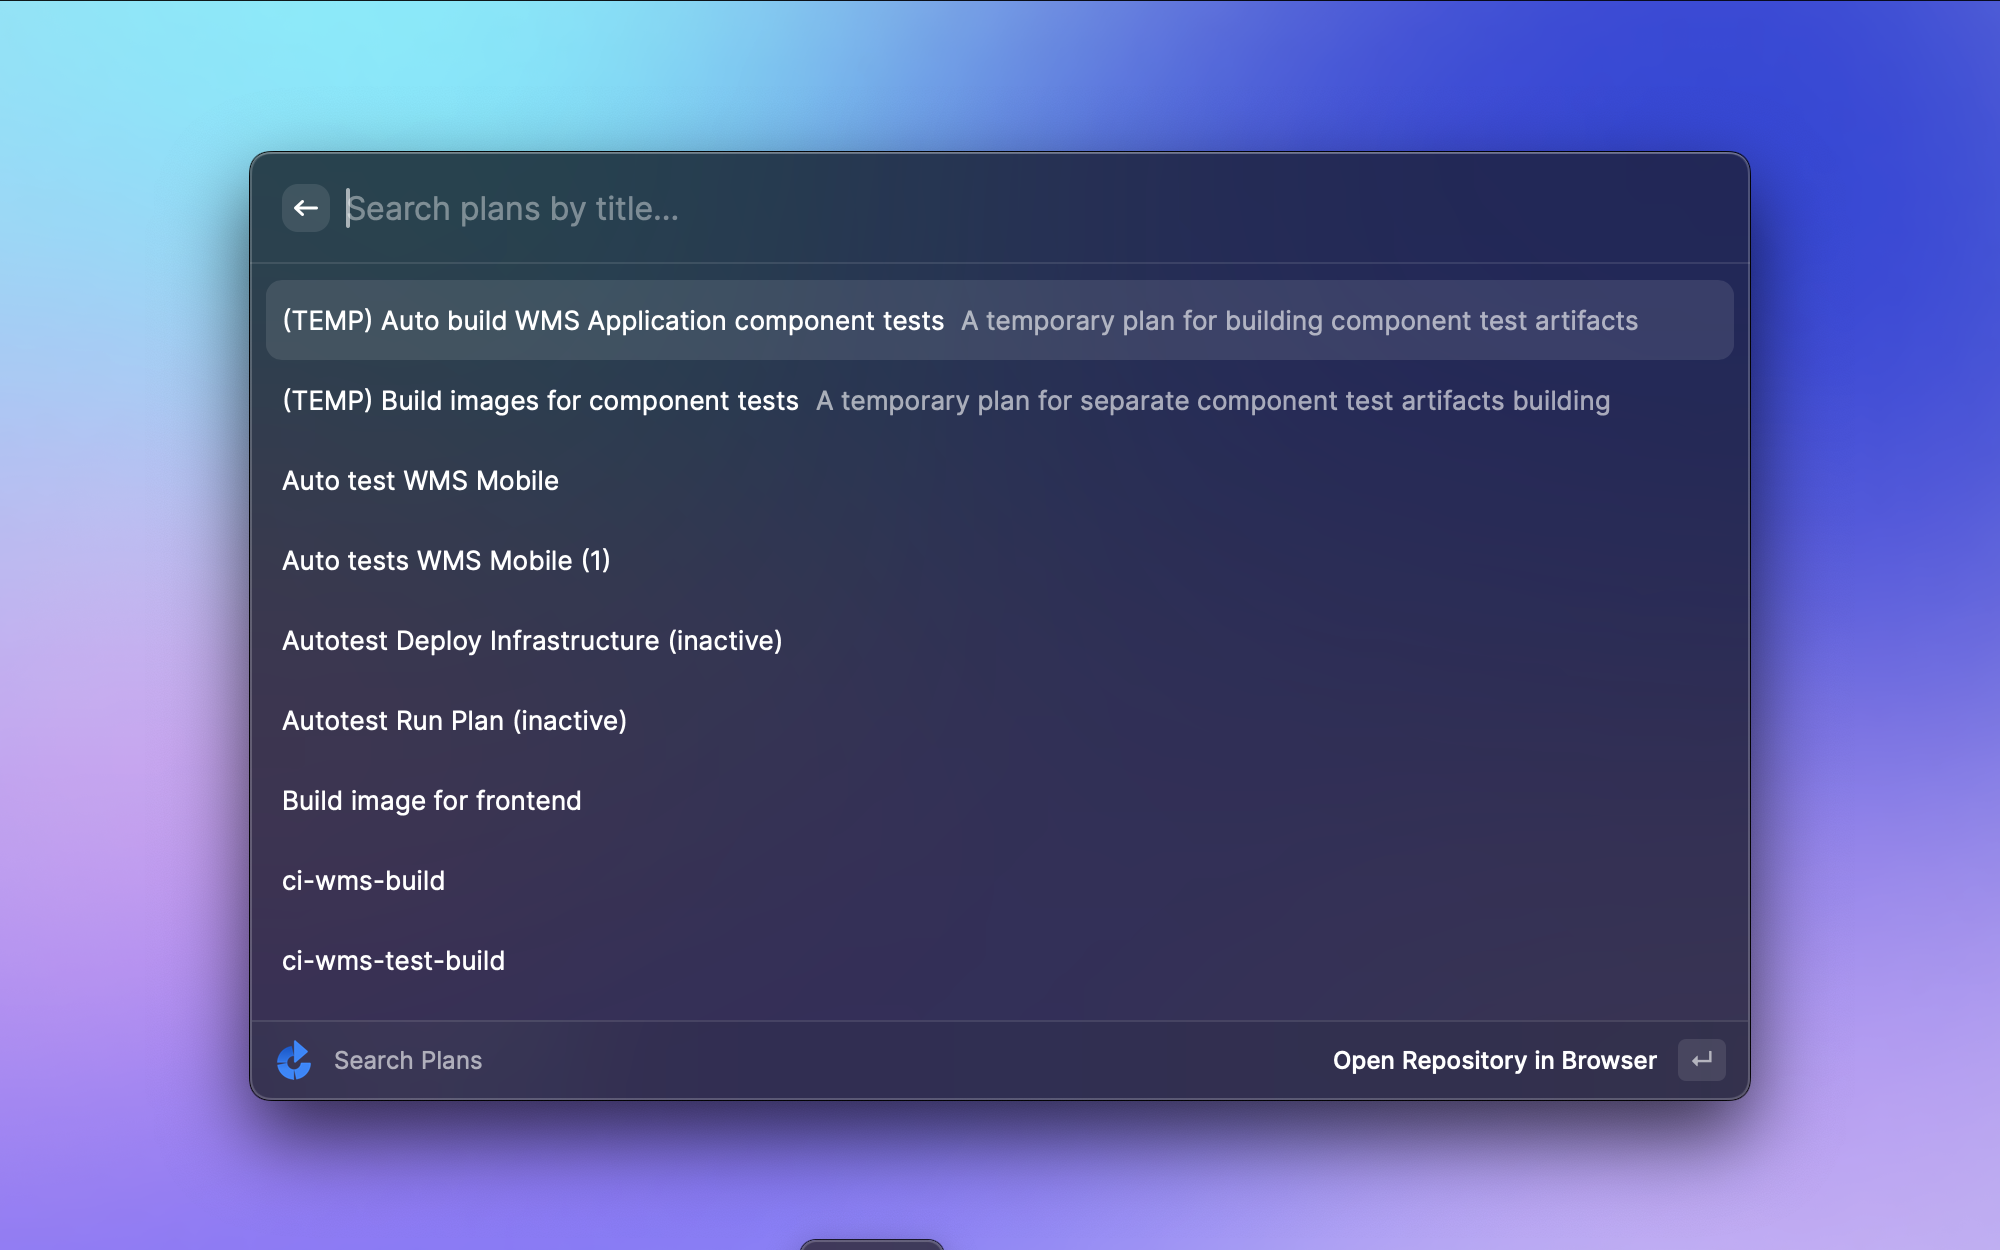 Search plans by title...
(TEMP) Auto build WMS Application component tests A temporary plan for building component test artifacts
(TEMP) Build images for component tests A temporary plan for separate component test artifacts building
Auto test WMS Mobile
Auto tests WMS Mobile (1)
Autotest Deploy Infrastructure (inactive)
Autotest Run Plan (inactive)
Build image for frontend
ci-wms-build
ci-wms-test-build
Search Plans Open Repository in Browser